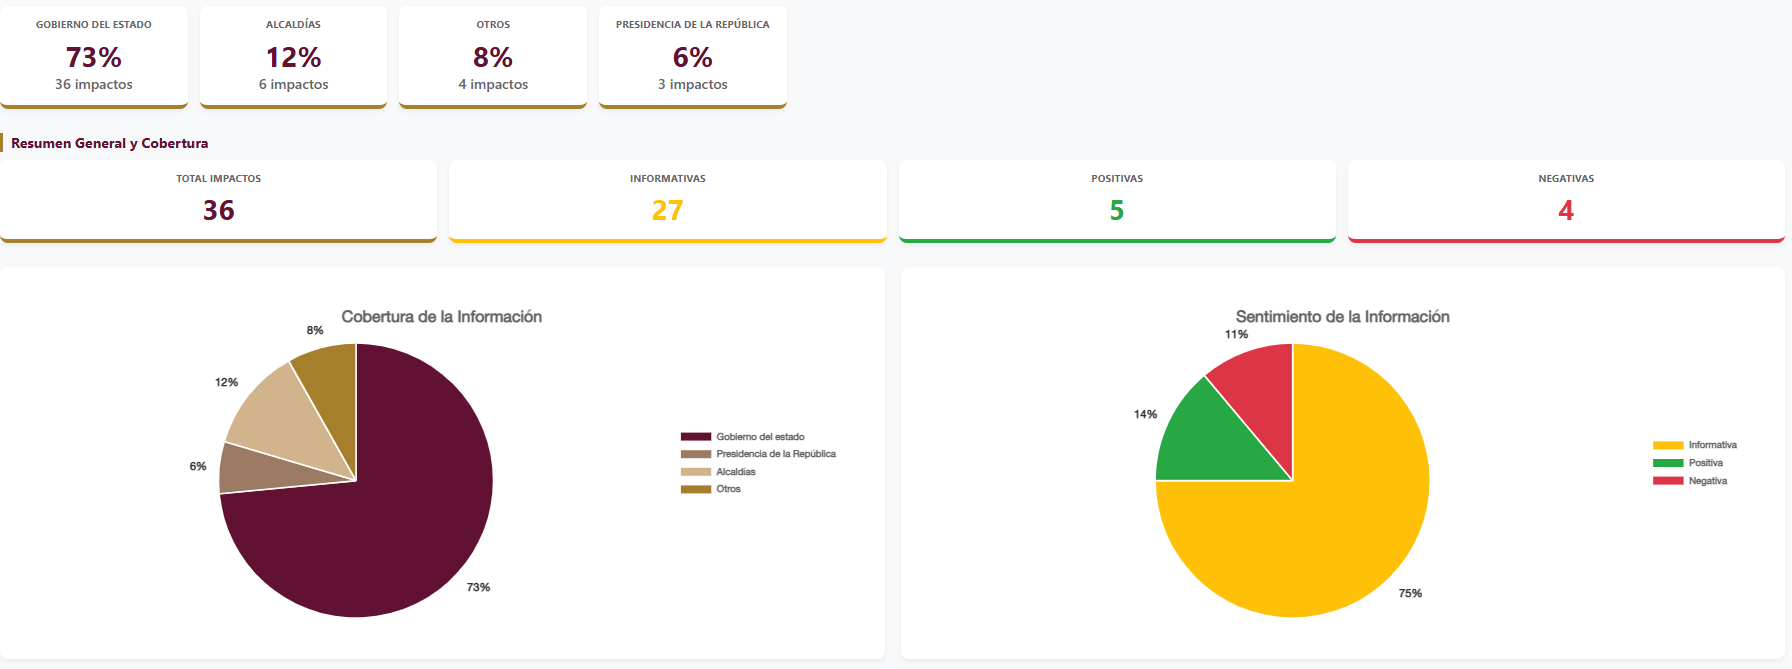 GOBIERNO DEL ESTADO
73%
36 impactos
ALCALDÍAS
12%
6 impactos
OTROS
8%
4 impactos
PRESIDENCIA DE LA REPÚBLICA
6%
3 impactos
Resumen General y Cobertura
TOTAL IMPACTOS
36
INFORMATIVAS
27
POSITIVAS
5
NEGATIVAS
4
Cobertura de la Información
8%
12%
6%
73%
Gobierno del estado
Presidencia de la República
Alcaldías
Otros
Sentimiento de la Información
11%
14%
75%
Informativa
Positiva
Negativa